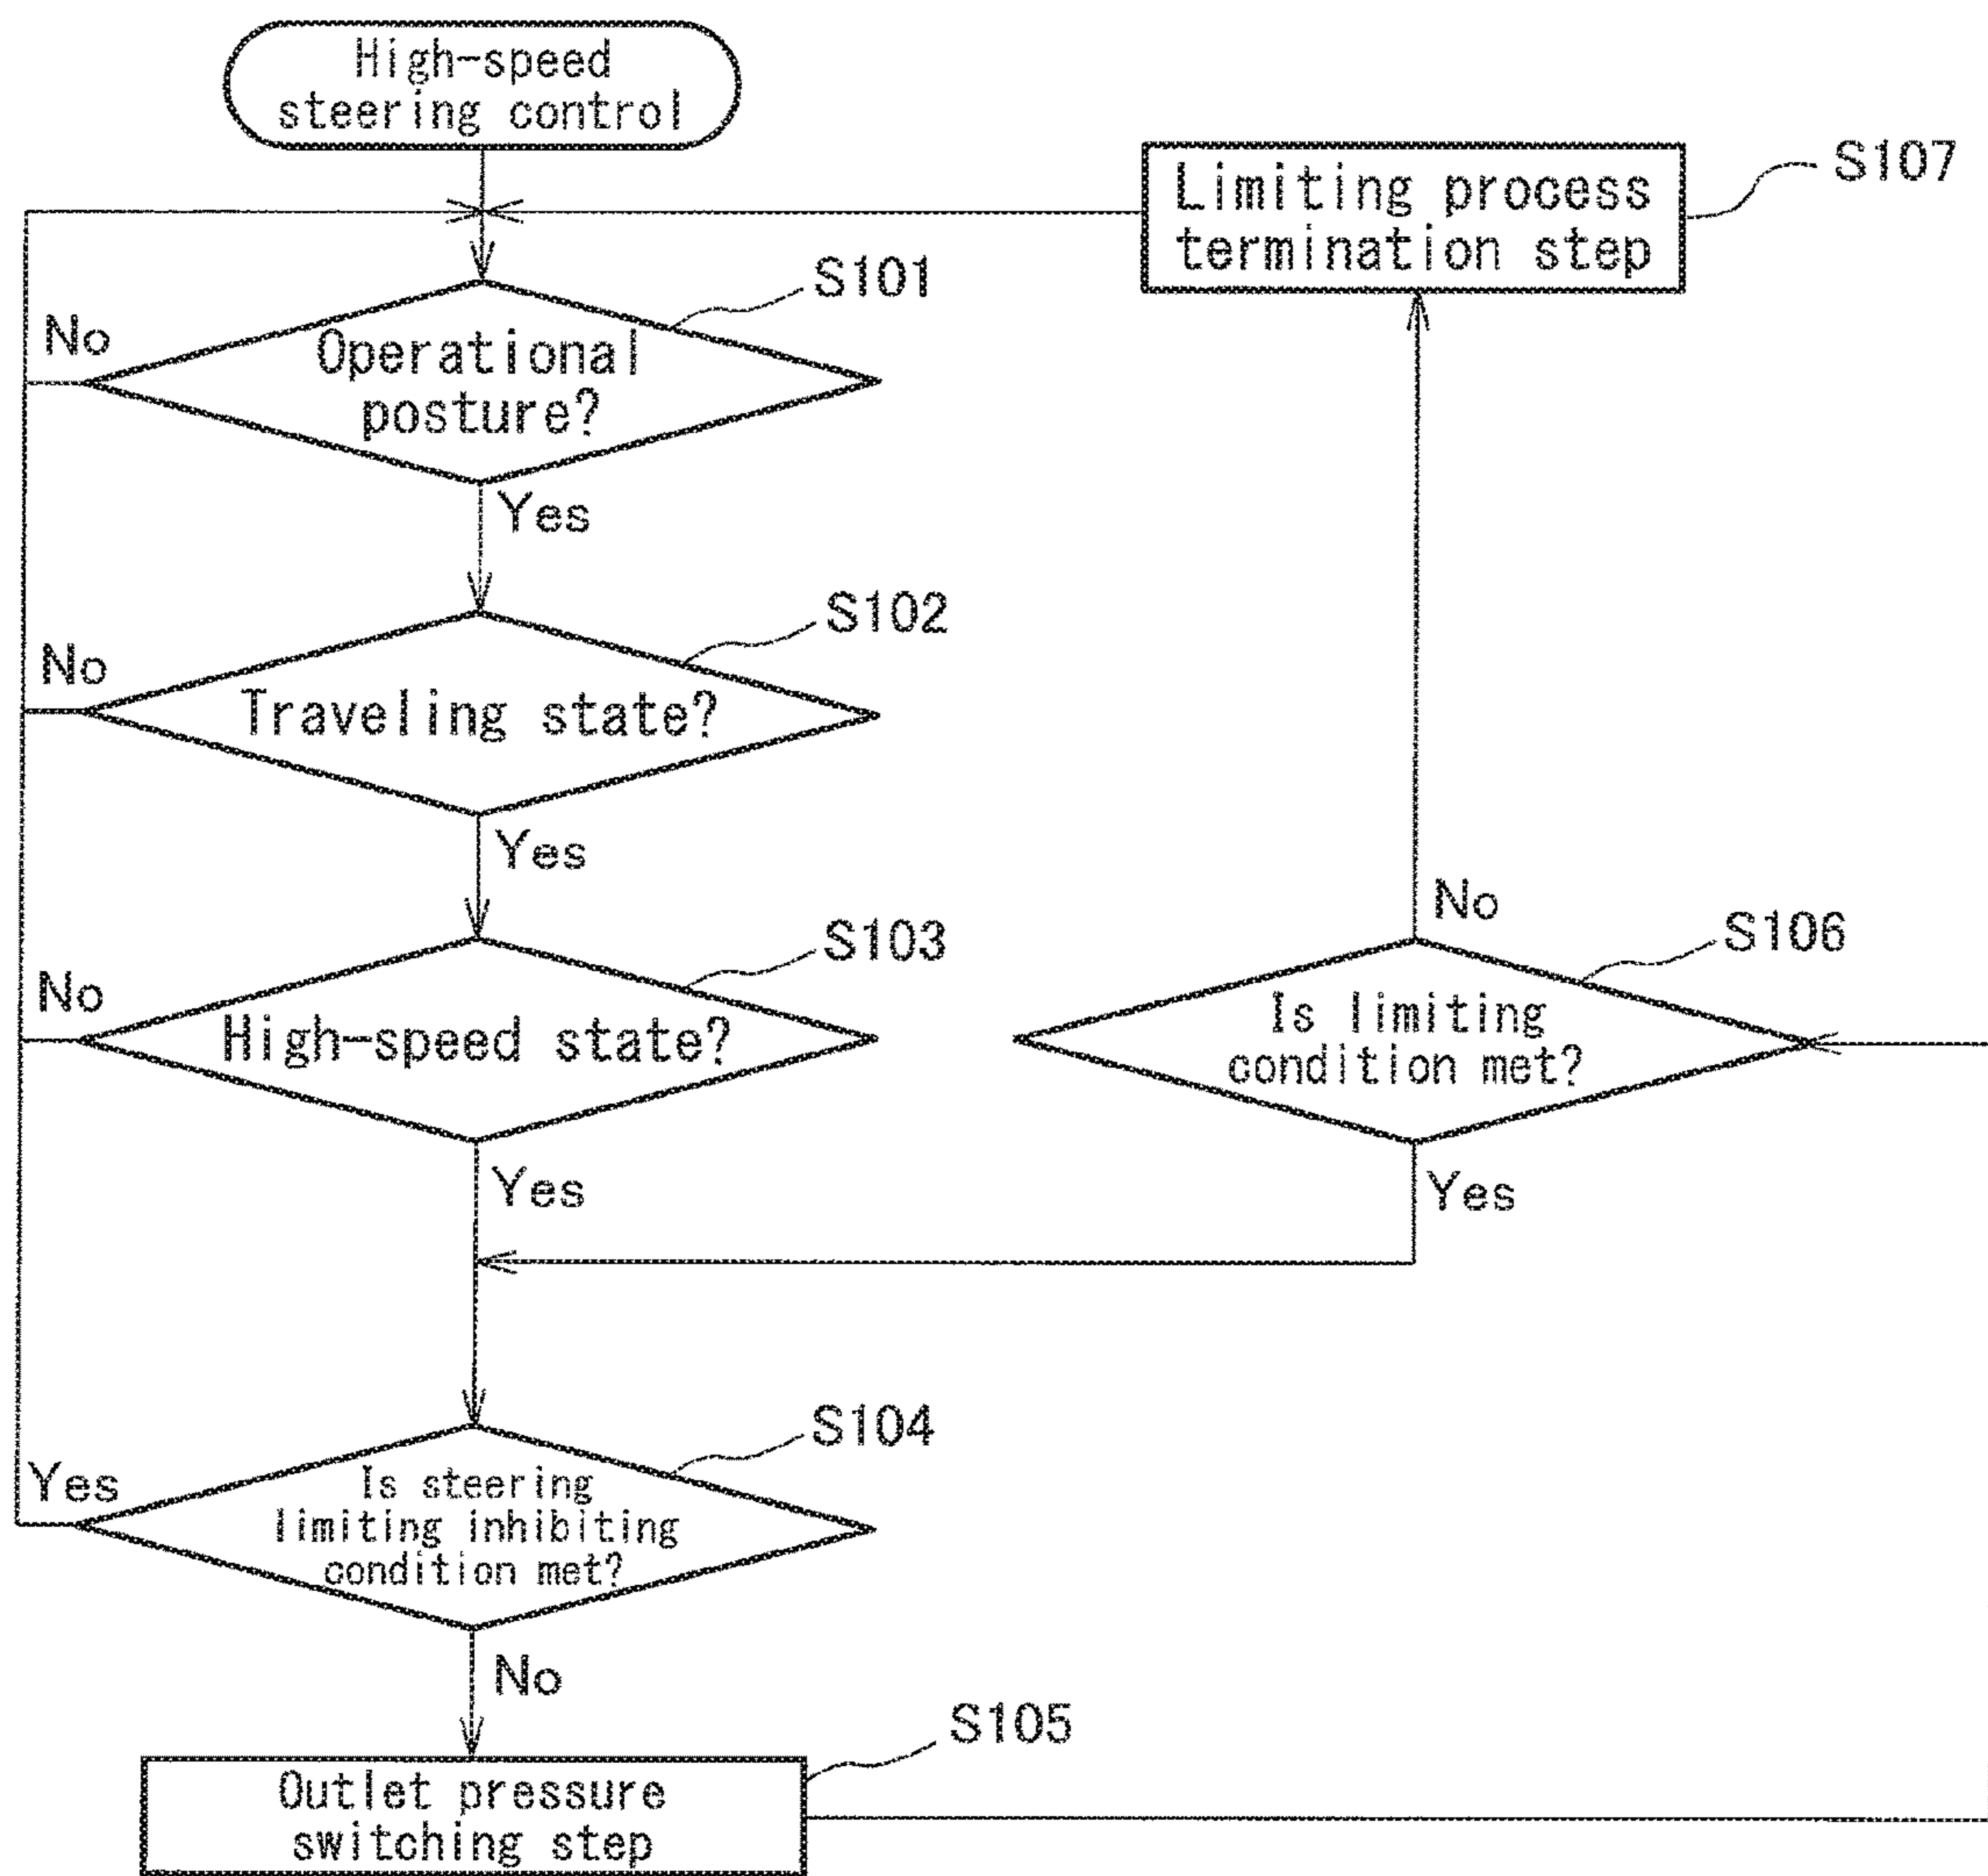 High-speed
steering control
Limiting process
termination step
S107
S101
No
Operational
posture?
Yes
S102
No
Traveling state?
Yes
S103
No
High-speed state?
Yes
No
S106
Is limiting
condition met?
Yes
S104
Yes
Is steering
limiting inhibiting
condition met?
No
S105
Outlet pressure
switching step